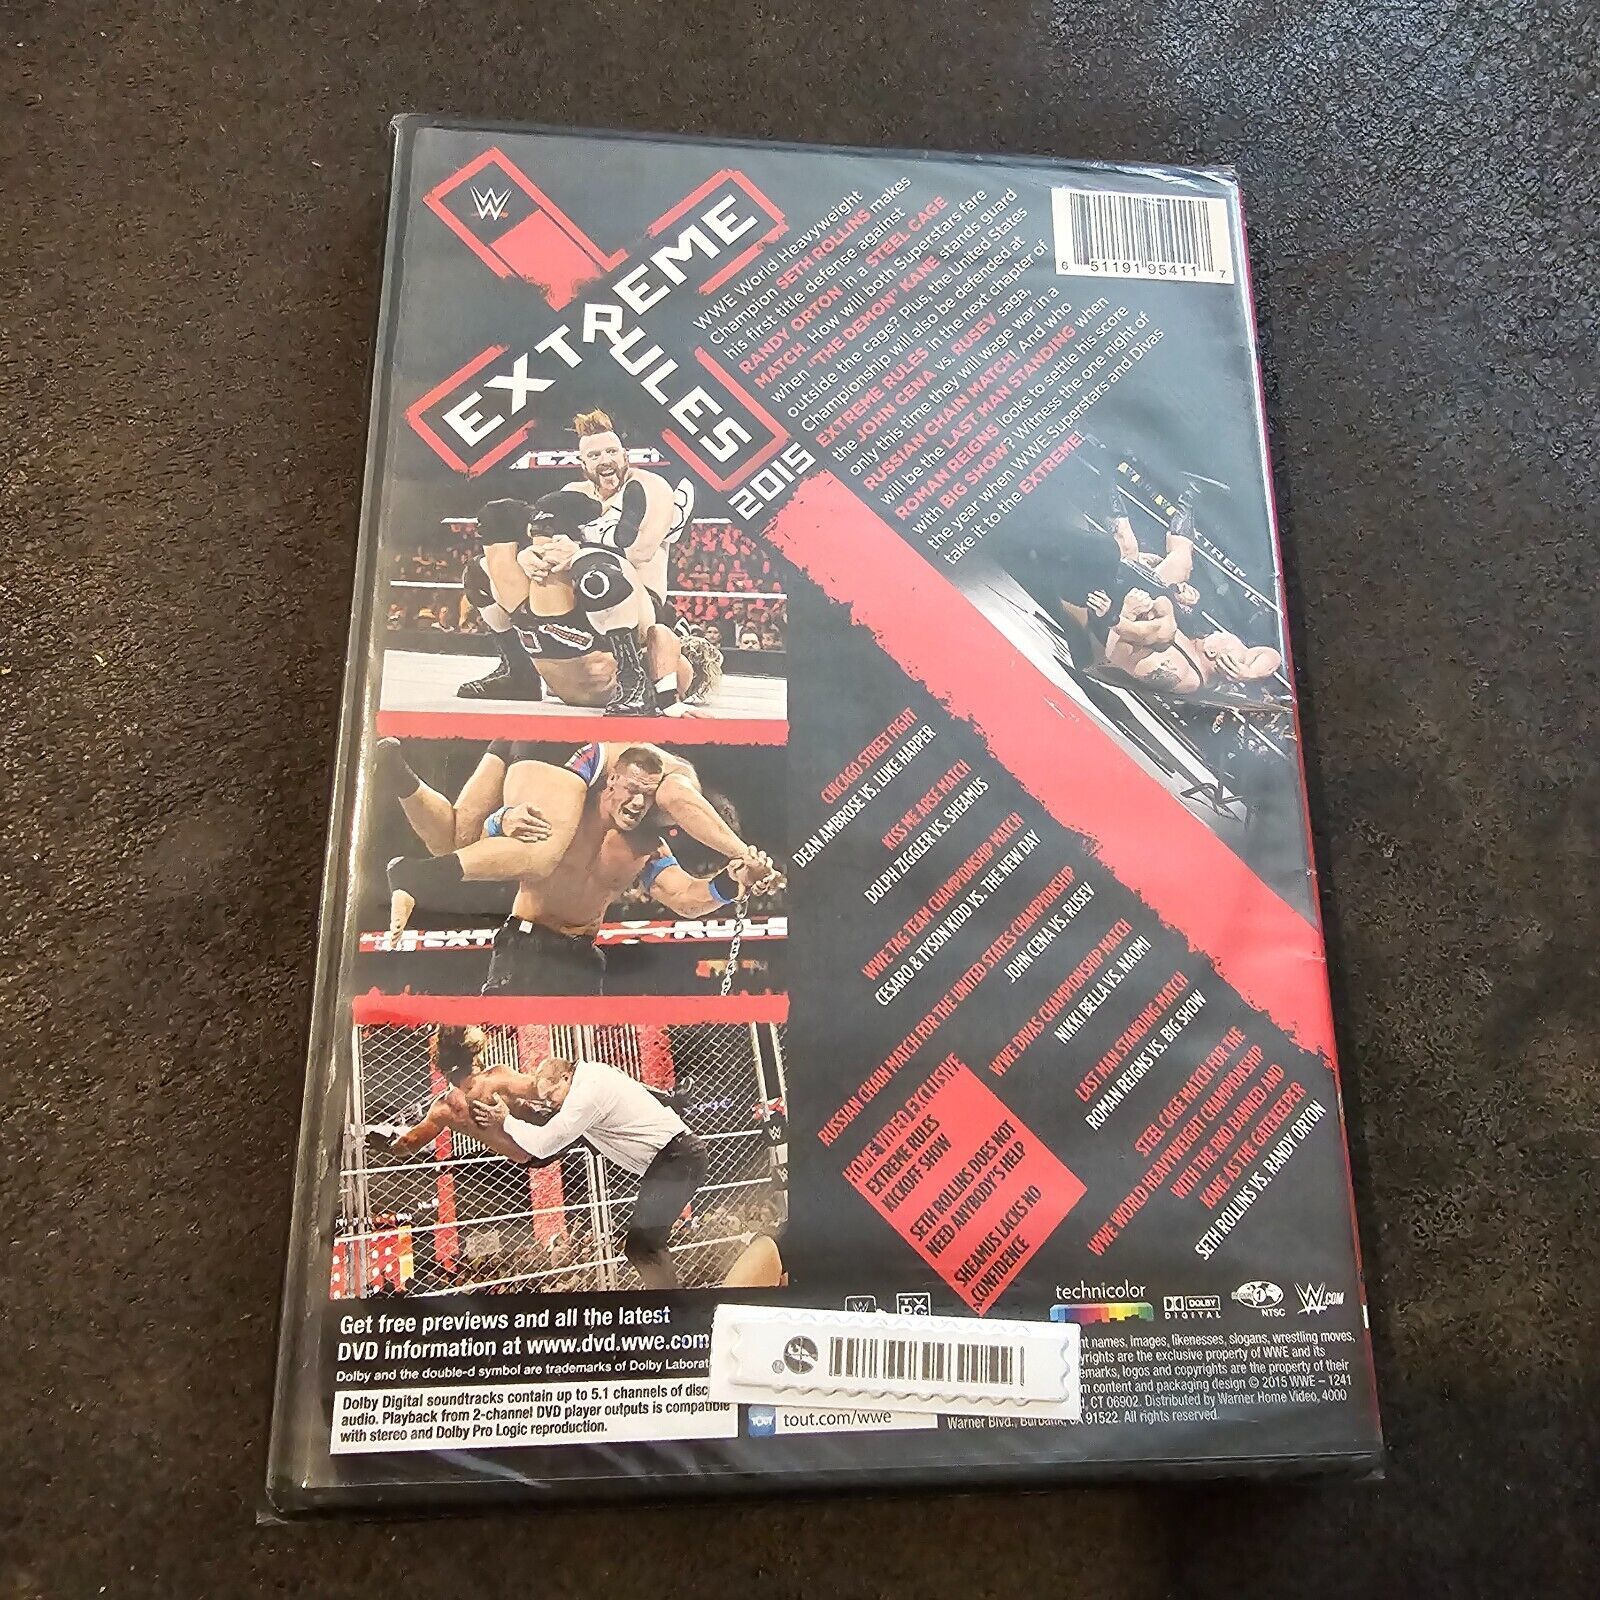 W
EXTREME
RULES
2015
WWE World Heavyweight
Champion SETH ROLLINS makes
his first title defense against
RANDY ORTON in a STEEL CAGE
MATCH. How will both Superstars fare
when "THE DEMON" KANE stands guard
outside the cage? Plus, the United States
Championship will also be defended at
EXTREME RULES in the next chapter of
the JOHN CENA vs. RUSEV saga,
only this time they will wage war in a
RUSSIAN CHAIN MATCH! And who
will be the LAST MAN STANDING when
ROMAN REIGNS looks to settle his score
with BIG SHOW? Witness the one night of
the year when WWE Superstars and Divas
take it to the EXTREME!
6 51191 95411 7
CHICAGO STREET FIGHT
DEAN AMBROSE VS. LUKE HARPER
KISS ME ARSE MATCH
DOLPH ZIGGLER VS. SHEAMUS
WWE TAG TEAM CHAMPIONSHIP MATCH
CESARO & TYSON KIDD VS. THE NEW DAY
RUSSIAN CHAIN MATCH FOR THE UNITED STATES CHAMPIONSHIP
JOHN CENA VS. RUSEV
WWE DIVAS CHAMPIONSHIP MATCH
NIKKI BELLA VS. NAOMI
LAST MAN STANDING MATCH
ROMAN REIGNS VS. BIG SHOW
STEEL CAGE MATCH FOR THE
WWE WORLD HEAVYWEIGHT CHAMPIONSHIP
WITH THE RKO BANNED AND
KANE AS THE GATEKEEPER
SETH ROLLINS VS. RANDY ORTON
HOME VIDEO EXCLUSIVE
EXTREME RULES
KICKOFF SHOW
SETH ROLLINS DOES NOT
NEED ANYBODY'S HELP
SHEAMUS LACKS NO
CONFIDENCE
Get free previews and all the latest
DVD information at www.dvd.wwe.com
Dolby and the double-d symbol are trademarks of Dolby Laborat
Dolby Digital soundtracks contain up to 5.1 channels of disc
audio. Playback from 2-channel DVD player outputs is compatible
with stereo and Dolby Pro Logic reproduction.
TV
PG
technicolor
DOLBY
DIGITAL
NTSC
W.COM
TOUT
tout.com/wwe
nt names, images, likenesses, slogans, wrestling moves,
yrights are the exclusive property of WWE and its
emarks, logos and copyrights are the property of their
m content and packaging design © 2015 WWE – 1241
, CT 06902. Distributed by Warner Home Video, 4000
Warner Blvd., Burbank, CA 91522. All rights reserved.